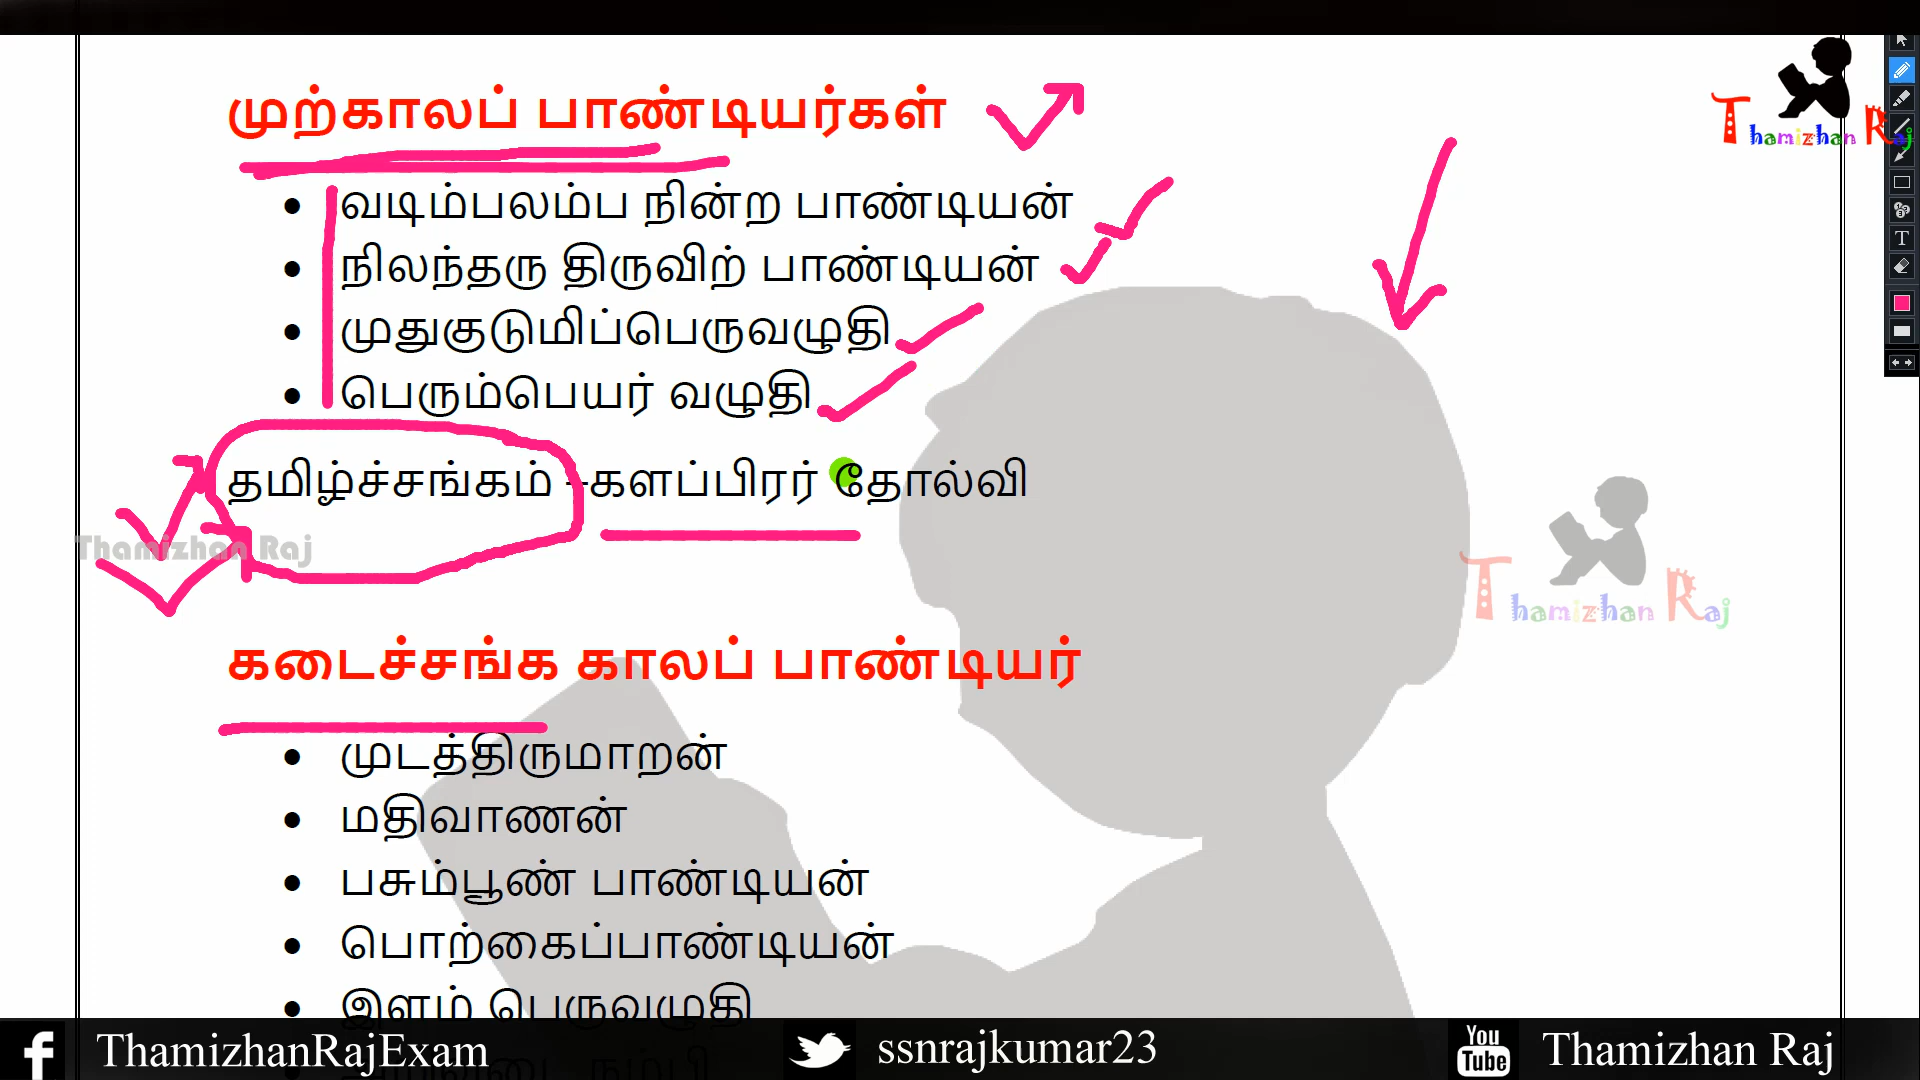 முற்காலப் பாண்டியர்கள்
Thamizhan Raj
• வடிம்பலம்ப நின்ற பாண்டியன்
• நிலந்தரு திருவிற் பாண்டியன்
• முதுகுடுமிப்பெருவழுதி
• பெரும்பெயர் வழுதி
தமிழ்ச்சங்கம் -களப்பிரர் தோல்வி
Thamizhan Raj
Thamizhan Raj
கடைச்சங்க காலப் பாண்டியர்
• முடத்திருமாறன்
• மதிவாணன்
• பசும்பூண் பாண்டியன்
• பொற்கைப்பாண்டியன்
• இளம் பெருவழுதி
ThamizhanRajExam
ssnrajkumar23
You Tube
Thamizhan Raj